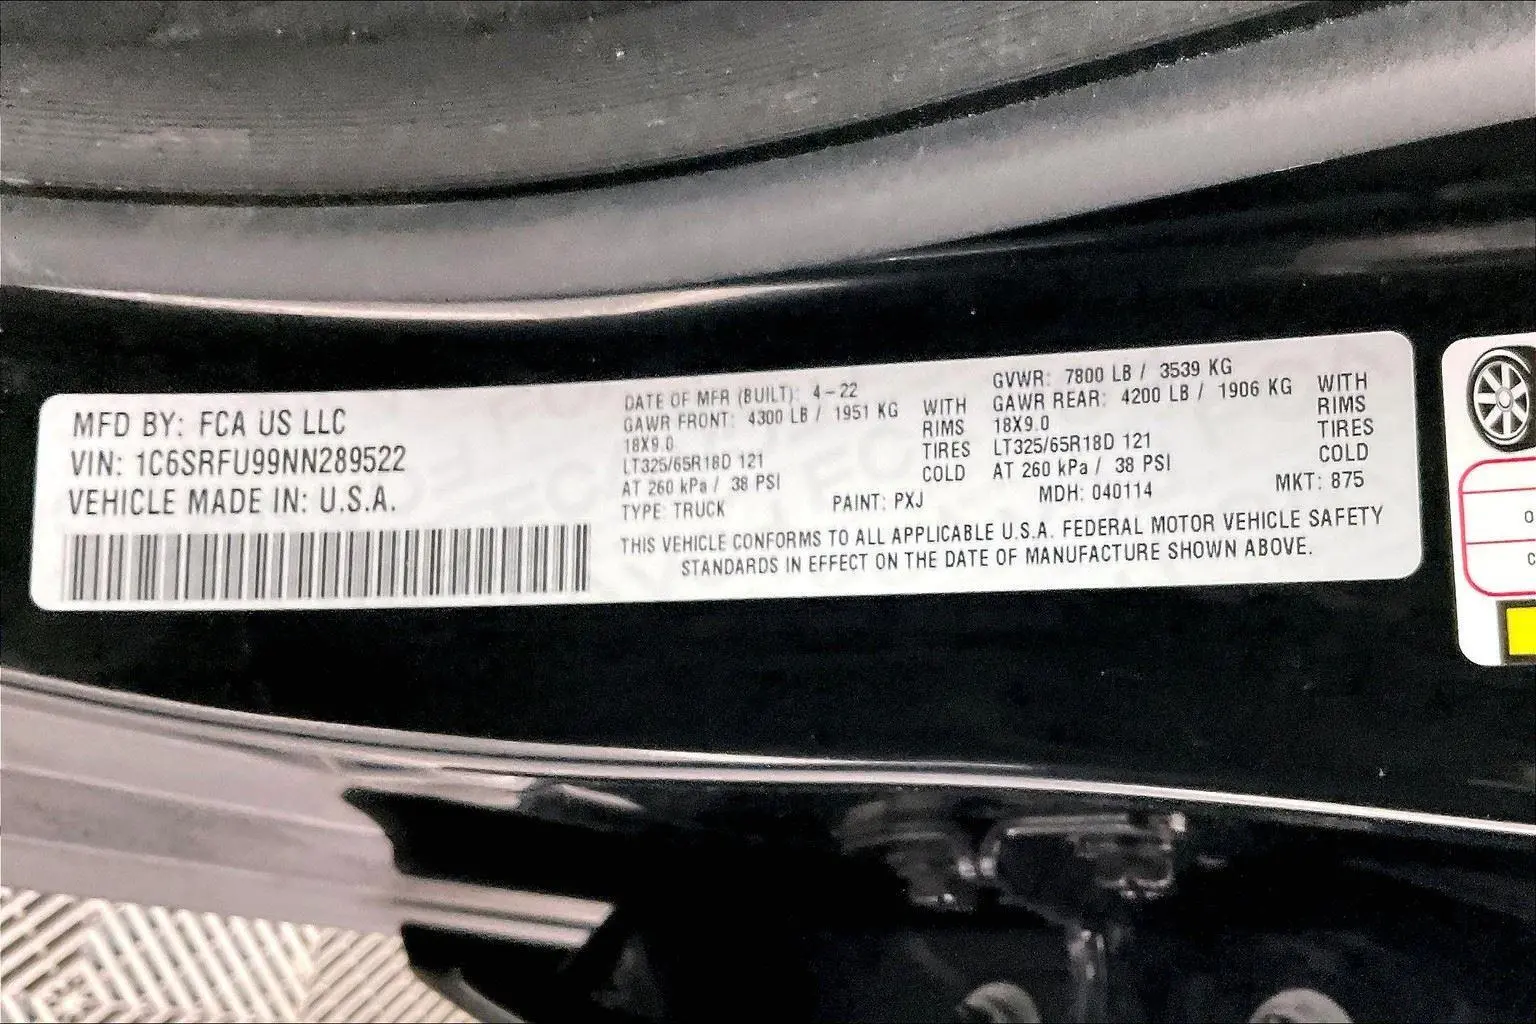 MFD BY: FCA US LLC
VIN: 1C6SRFU99NN289522
VEHICLE MADE IN: U.S.A.
DATE OF MFR (BUILT): 4-22
GAWR FRONT: 4300 LB / 1951 KG WITH
18X9.0 RIMS
LT325/65R18D 121 TIRES
AT 260 kPa / 38 PSI COLD
GVWR: 7800 LB / 3539 KG
GAWR REAR: 4200 LB / 1906 KG WITH
18X9.0 RIMS
LT325/65R18D 121 TIRES
AT 260 kPa / 38 PSI COLD
TYPE: TRUCK PAINT: PXJ MDH: 040114 MKT: 875
THIS VEHICLE CONFORMS TO ALL APPLICABLE U.S.A. FEDERAL MOTOR VEHICLE SAFETY
STANDARDS IN EFFECT ON THE DATE OF MANUFACTURE SHOWN ABOVE.